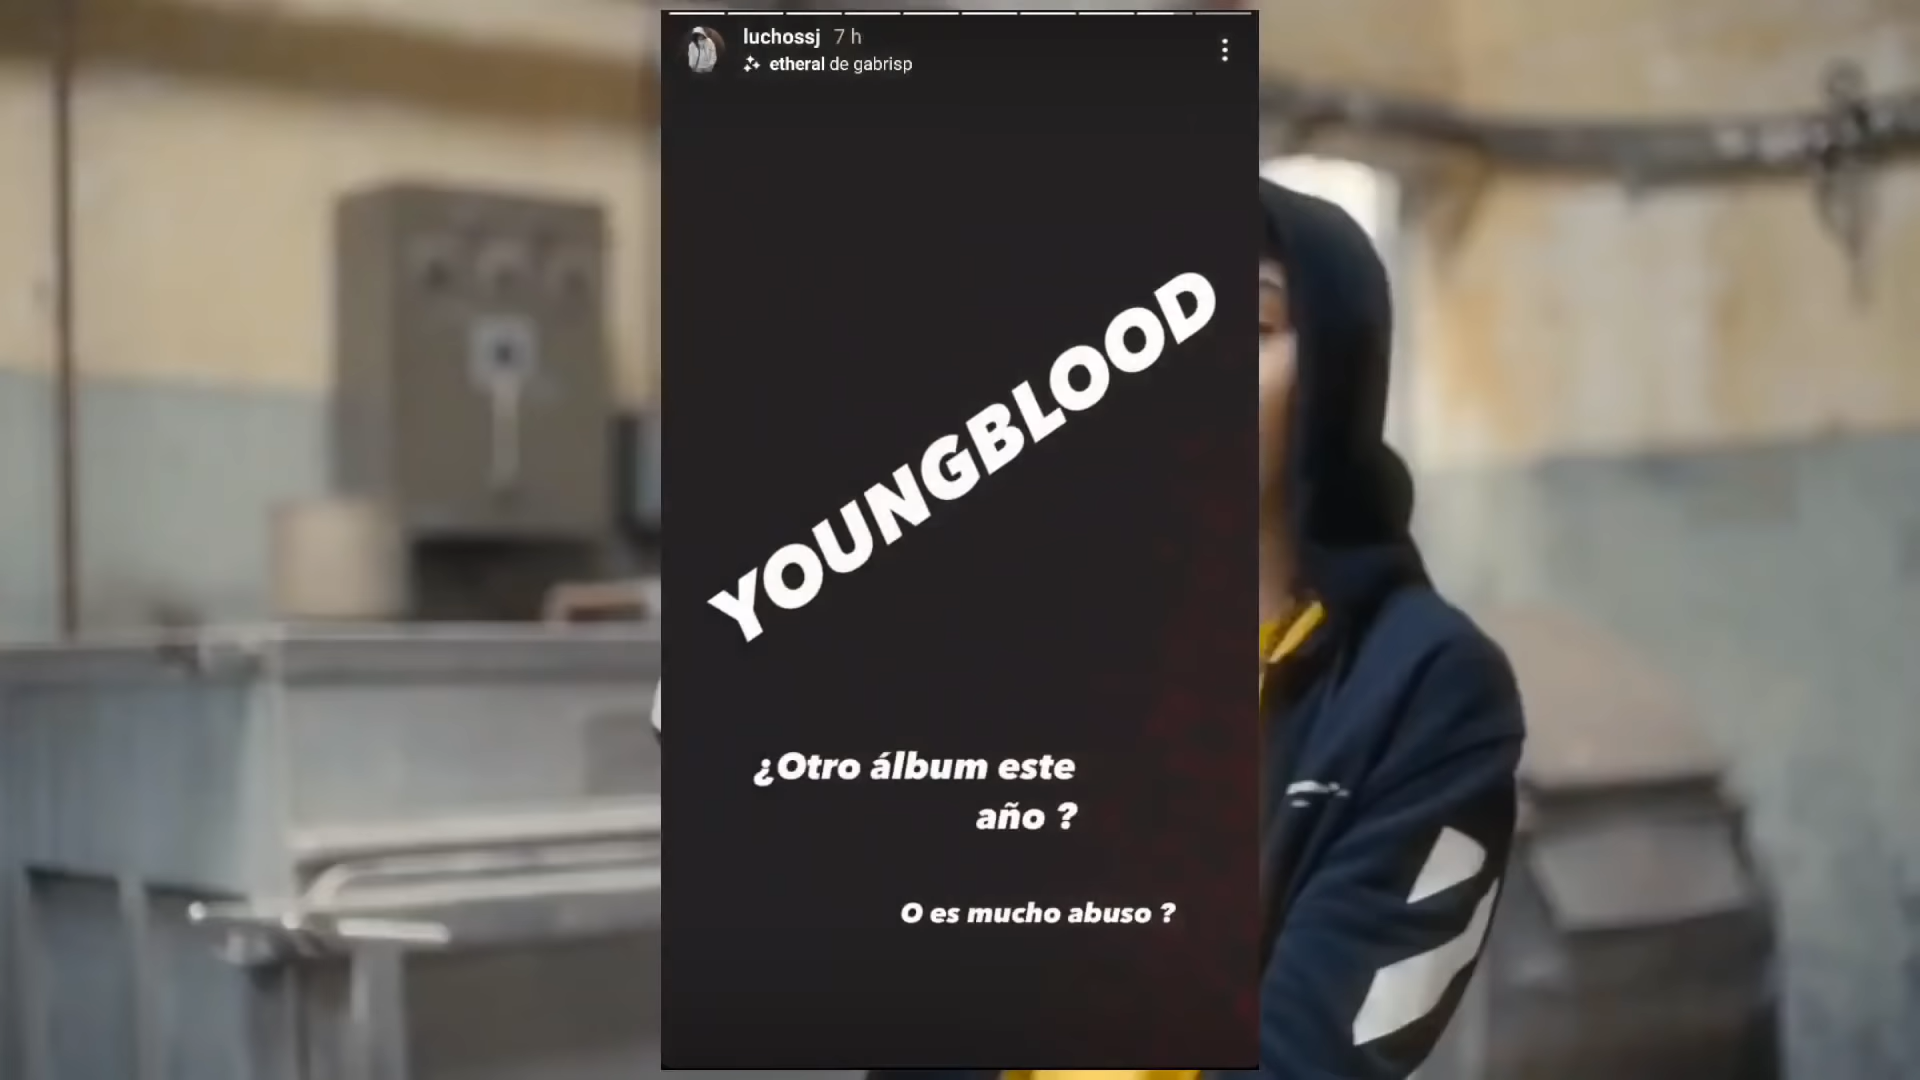 luchossj 7 h
etheral de gabrisp
YOUNGBLOOD
¿Otro álbum este
año ?
O es mucho abuso ?